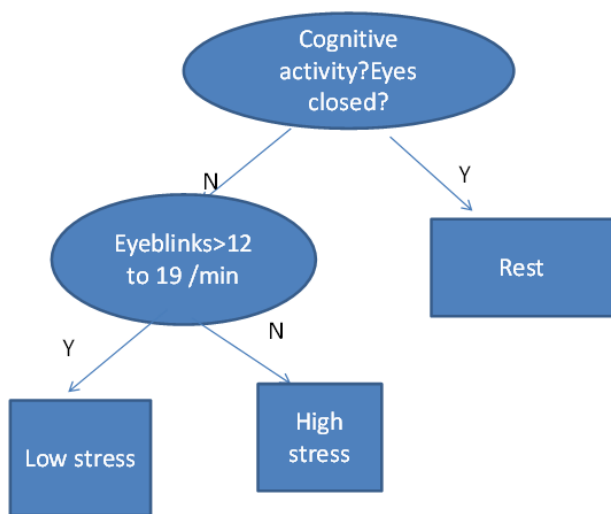 Cognitive
activity?Eyes
closed?
N
Y
Eyeblinks>12
to 19 /min
Rest
Y
N
Low stress
High
stress